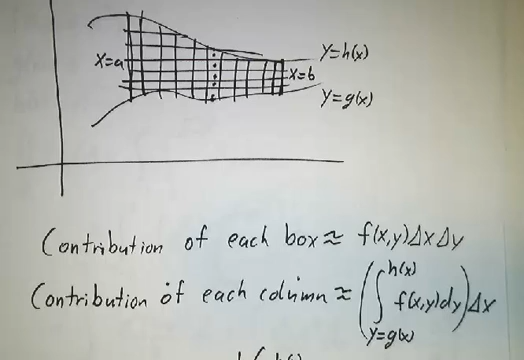 y=h(x)
x=a
x=b
y=g(x)
Contribution of each box ≈ f(x,y)ΔxΔy
Contribution of each column ≈ (∫_{y=g(x)}^{h(x)} f(x,y)dy)Δx